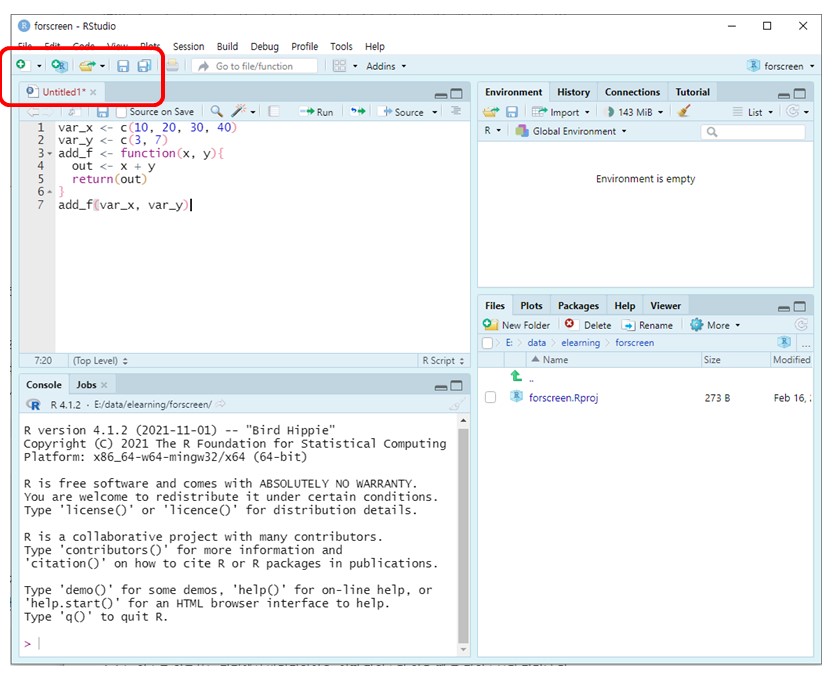 forscreen - RStudio
File Edit Code View Plots Session Build Debug Profile Tools Help
Go to file/function
Addins
forscreen
Untitled1*
Source on Save
Run
Source
1 var_x <- c(10, 20, 30, 40)
2 var_y <- c(3, 7)
3 add_f <- function(x, y){
4   out <- x + y
5   return(out)
6 }
7 add_f(var_x, var_y)
7:20 (Top Level) R Script
Console Jobs
R 4.1.2 · E:/data/elearning/forscreen/
R version 4.1.2 (2021-11-01) -- "Bird Hippie"
Copyright (C) 2021 The R Foundation for Statistical Computing
Platform: x86_64-w64-mingw32/x64 (64-bit)
R is free software and comes with ABSOLUTELY NO WARRANTY.
You are welcome to redistribute it under certain conditions.
Type 'license()' or 'licence()' for distribution details.
R is a collaborative project with many contributors.
Type 'contributors()' for more information and
'citation()' on how to cite R or R packages in publications.
Type 'demo()' for some demos, 'help()' for on-line help, or
'help.start()' for an HTML browser interface to help.
Type 'q()' to quit R.
>
Environment History Connections Tutorial
Import 143 MiB List
R Global Environment
Environment is empty
Files Plots Packages Help Viewer
New Folder Delete Rename More
E: data elearning forscreen
Name Size Modified
..
forscreen.Rproj 273 B Feb 16,